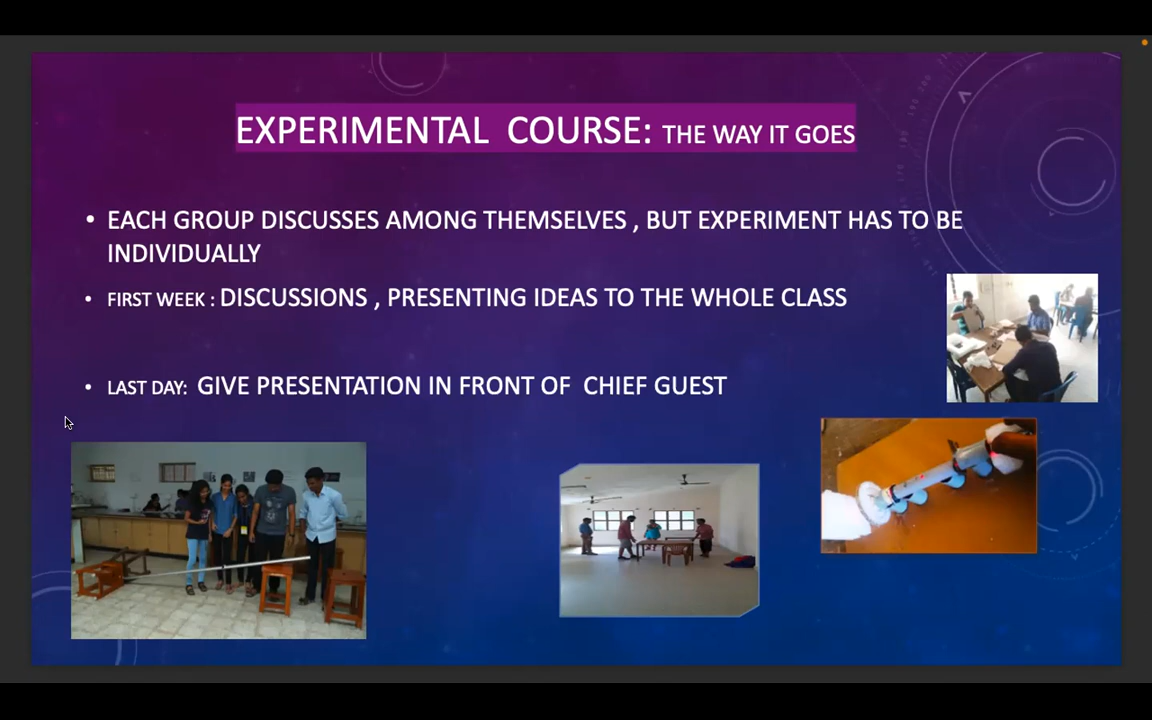 EXPERIMENTAL COURSE: THE WAY IT GOES
• EACH GROUP DISCUSSES AMONG THEMSELVES , BUT EXPERIMENT HAS TO BE
INDIVIDUALLY
• FIRST WEEK : DISCUSSIONS , PRESENTING IDEAS TO THE WHOLE CLASS
• LAST DAY: GIVE PRESENTATION IN FRONT OF CHIEF GUEST